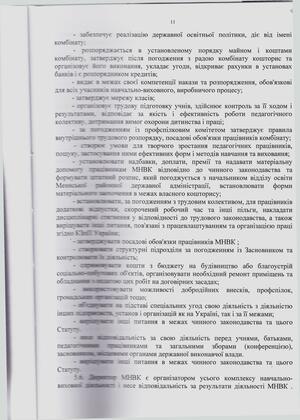 11
- забезпечує реалізацію державної освітньої політики, діє від імені
комбінату;
- розпоряджається в установленому порядку майном і коштами
комбінату, затверджує після погодження з радою комбінату кошторис та
організовує його виконання, укладає угоди, відкриває рахунки в установах
банків і є розпорядником кредитів;
- видає в межах своєї компетенції накази та розпорядження, обов'язкові
для всіх учасників навчально-виховного, виробничого процесу;
- затверджує мережу класів;
- організовує трудову підготовку учнів, здійснює контроль за її ходом і
результатами, відповідає за якість і ефективність роботи педагогічного
колективу, дотримання вимог охорони дитинства і праці;
- за погодженням із профспілковим комітетом затверджує правила
внутрішнього трудового розпорядку, посадові обов'язки працівників комбінату;
- створює умови для творчого зростання педагогічних працівників,
пошуку, застосування ними ефективних форм і методів навчання та виховання;
- установлювати надбавки, доплати, премії та надавати матеріальну
допомогу працівникам МНВК відповідно до чинного законодавства та
формувати штатний розпис, який погоджується з начальником відділу освіти
Менської районної державної адміністрації, встановлювати форми
матеріального заохочення в межах власного кошторису;
- встановлювати, за погодженням з трудовим колективом, для працівників
додаткові відпустки, скорочений робочий час та інші пільги, накладати
дисциплінарні стягнення у відповідності до трудового законодавства, а також
вирішувати інші питання, пов'язані з працевлаштуванням та організацією праці
згідно КЗпП України;
- затверджувати посадові обов'язки працівників МНВК;
- створювати структурні підрозділи за погодженням із Засновником та
контролювати їх діяльність;
- спрямовувати кошти з бюджету на будівництво або благоустрій
соціально-побутових об'єктів, організовувати необхідний ремонт приміщень та
обладнання і інших робіт на договірних засадах;
- використовувати можливості добродійних внесків, профспілок,
громадських організацій тощо;
- об'єднувати на підставі спеціальних угод свою діяльність з діяльністю
інших підприємств, установ і організацій як на Україні, так і за її межами;
- вирішувати інші питання в межах чинного законодавства та цього
Статуту.
- несе відповідальність за свою діяльність перед учнями, батьками,
педагогічними працівниками та загальними зборами (конференцією),
засновником, місцевими органами державної виконавчої влади.
- вирішувати інші питання в межах чинного законодавства та цього
Статуту.
5.6. Директор МНВК є організатором усього комплексу навчально-
виховної діяльності і несе відповідальність за результати діяльності МНВК.